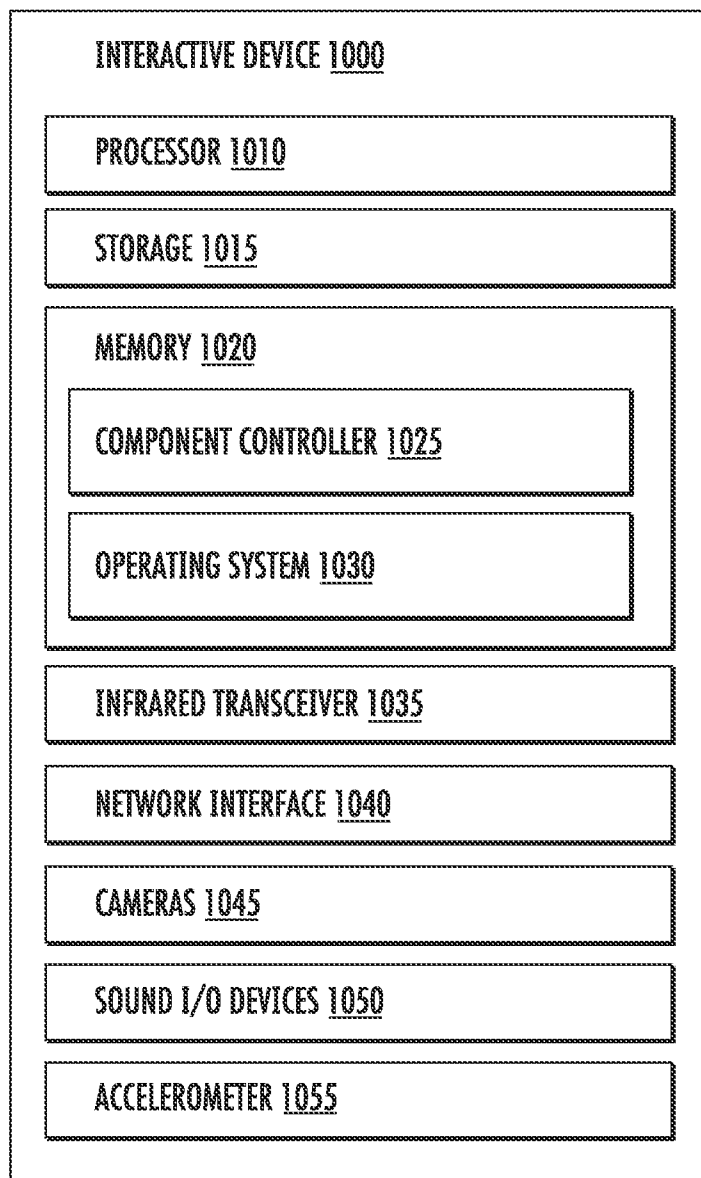 INTERACTIVE DEVICE 1000
PROCESSOR 1010
STORAGE 1015
MEMORY 1020
COMPONENT CONTROLLER 1025
OPERATING SYSTEM 1030
INFRARED TRANSCEIVER 1035
NETWORK INTERFACE 1040
CAMERAS 1045
SOUND I/O DEVICES 1050
ACCELEROMETER 1055